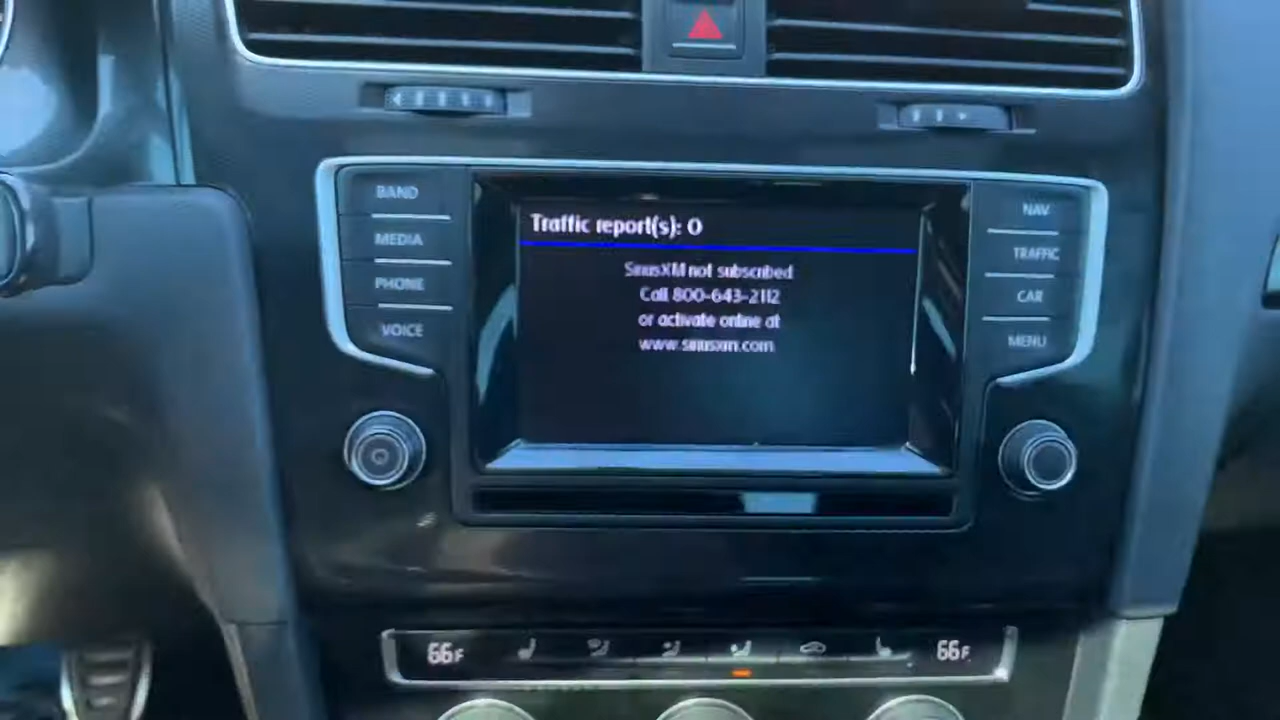 BAND
MEDIA
PHONE
VOICE
Traffic report(s): 0
SiriusXM not subscribed
Call 800-643-2112
or activate online at
www.siriusxm.com
NAV
TRAFFIC
CAR
MENU
66F
66F